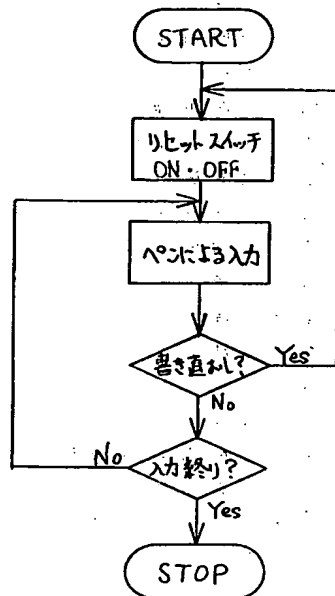 START
リセットスイッチ
ON・OFF
ペンによる入力
書き直おし?
Yes
No
入力終り?
No
Yes
STOP